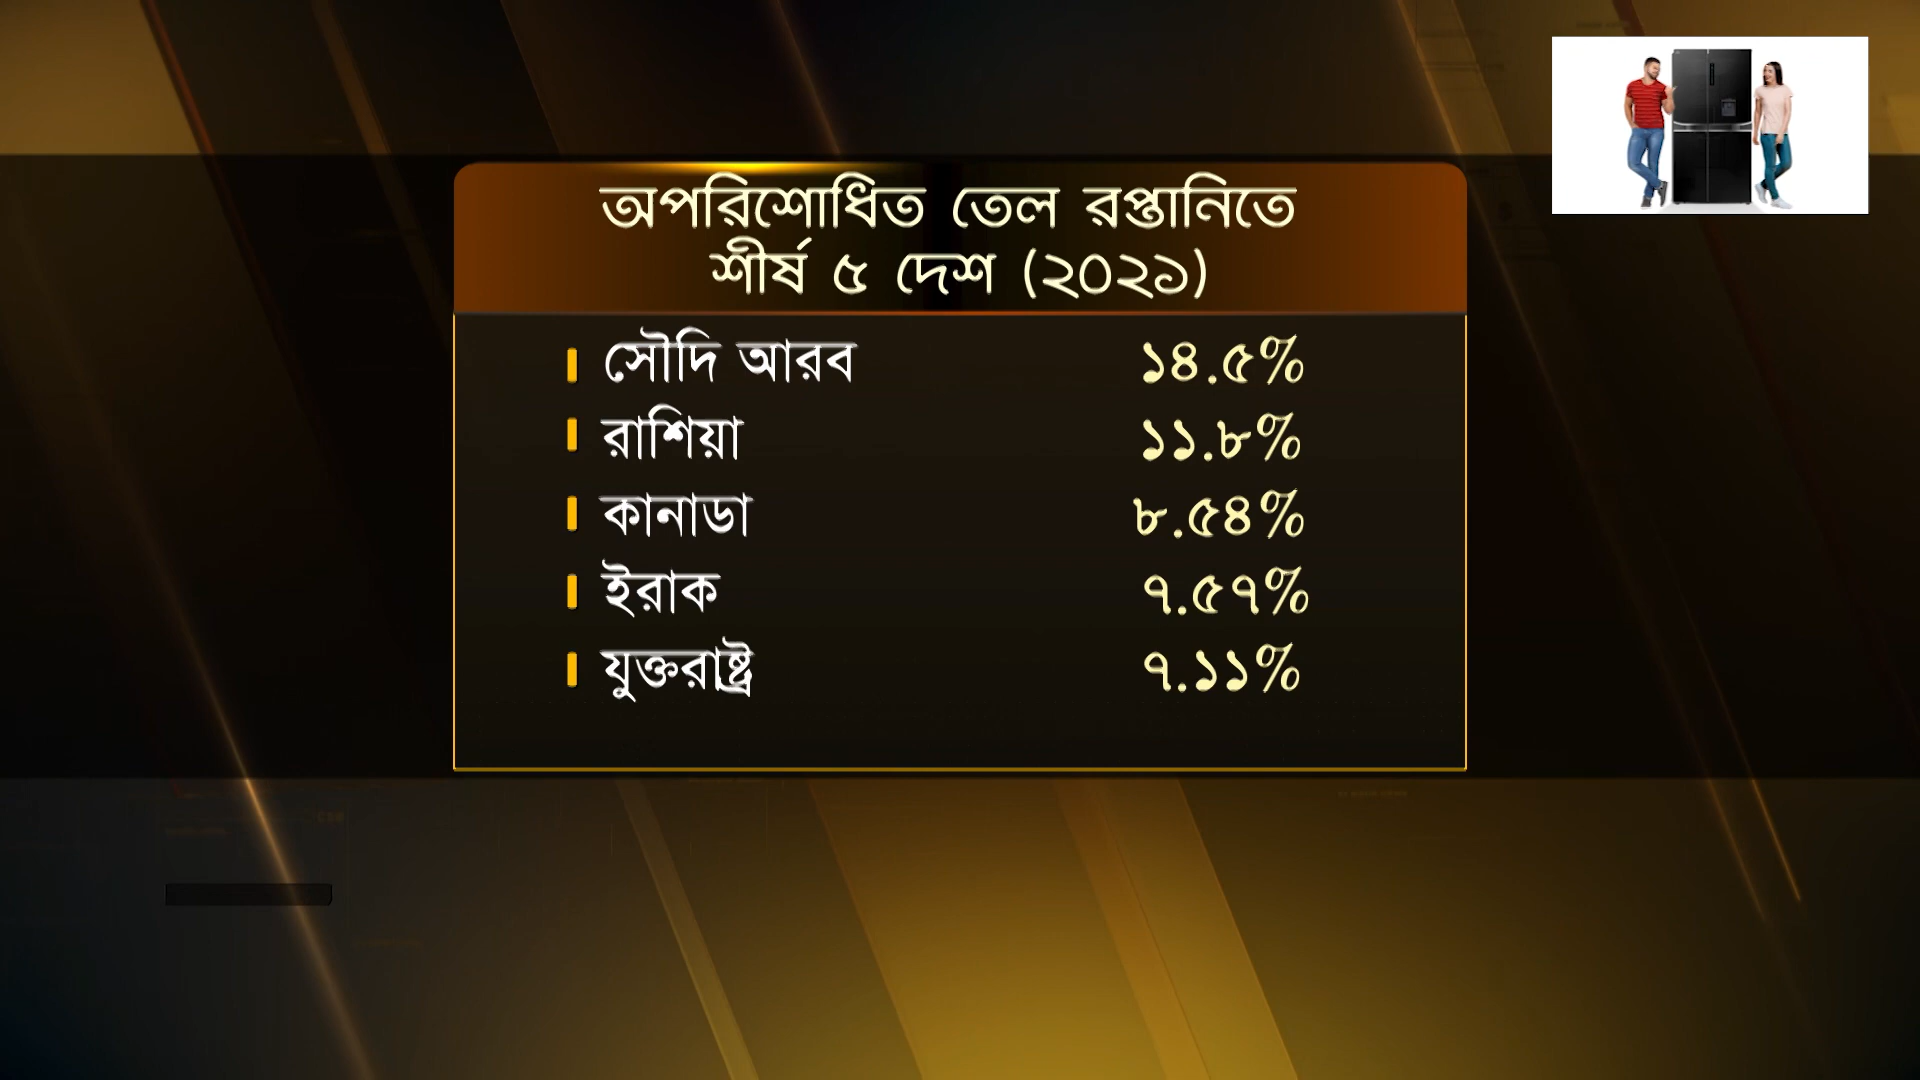 অপরিশোধিত তেল রপ্তানিতে
শীর্ষ ৫ দেশ (২০২১)
সৌদি আরব ১৪.৫%
রাশিয়া ১১.৮%
কানাডা ৮.৫৪%
ইরাক ৭.৫৭%
যুক্তরাষ্ট্র ৭.১১%